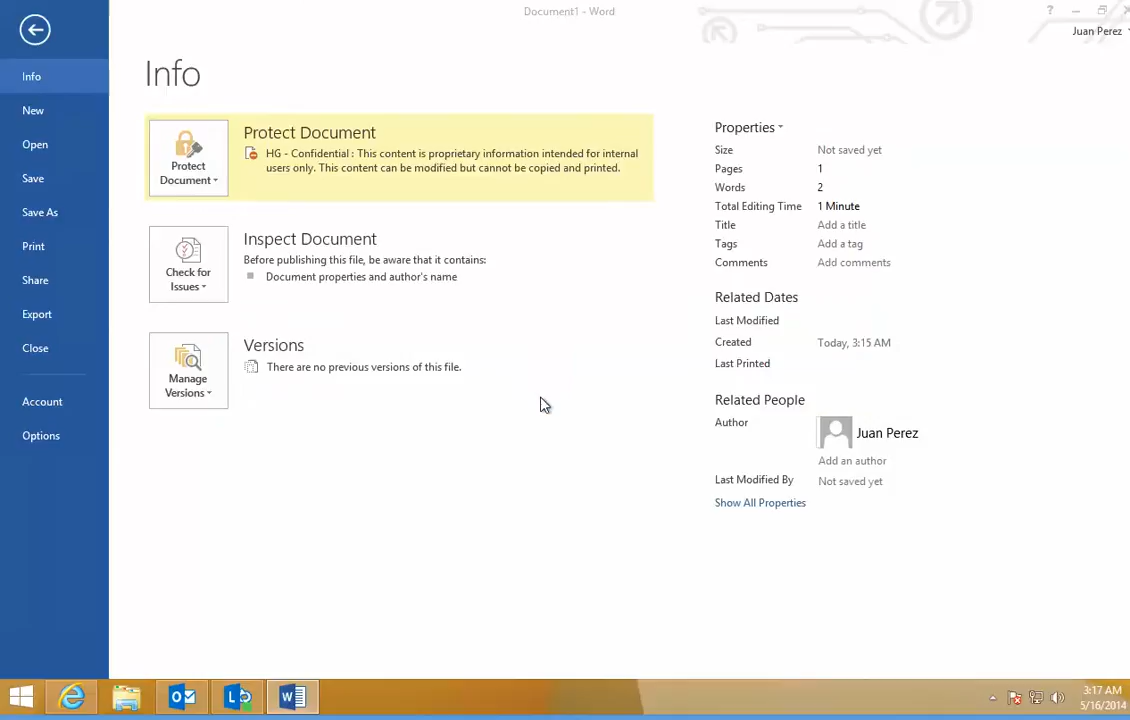 Document1 - Word
?
Juan Perez
Info
Info
New
Open
Save
Save As
Print
Share
Export
Close
Account
Options
Protect Document
Protect Document
HG - Confidential : This content is proprietary information intended for internal
users only. This content can be modified but cannot be copied and printed.
Check for Issues
Inspect Document
Before publishing this file, be aware that it contains:
Document properties and author's name
Manage Versions
Versions
There are no previous versions of this file.
Properties
Size Not saved yet
Pages 1
Words 2
Total Editing Time 1 Minute
Title Add a title
Tags Add a tag
Comments Add comments
Related Dates
Last Modified
Created Today, 3:15 AM
Last Printed
Related People
Author Juan Perez
Add an author
Last Modified By Not saved yet
Show All Properties
3:17 AM
5/16/2014